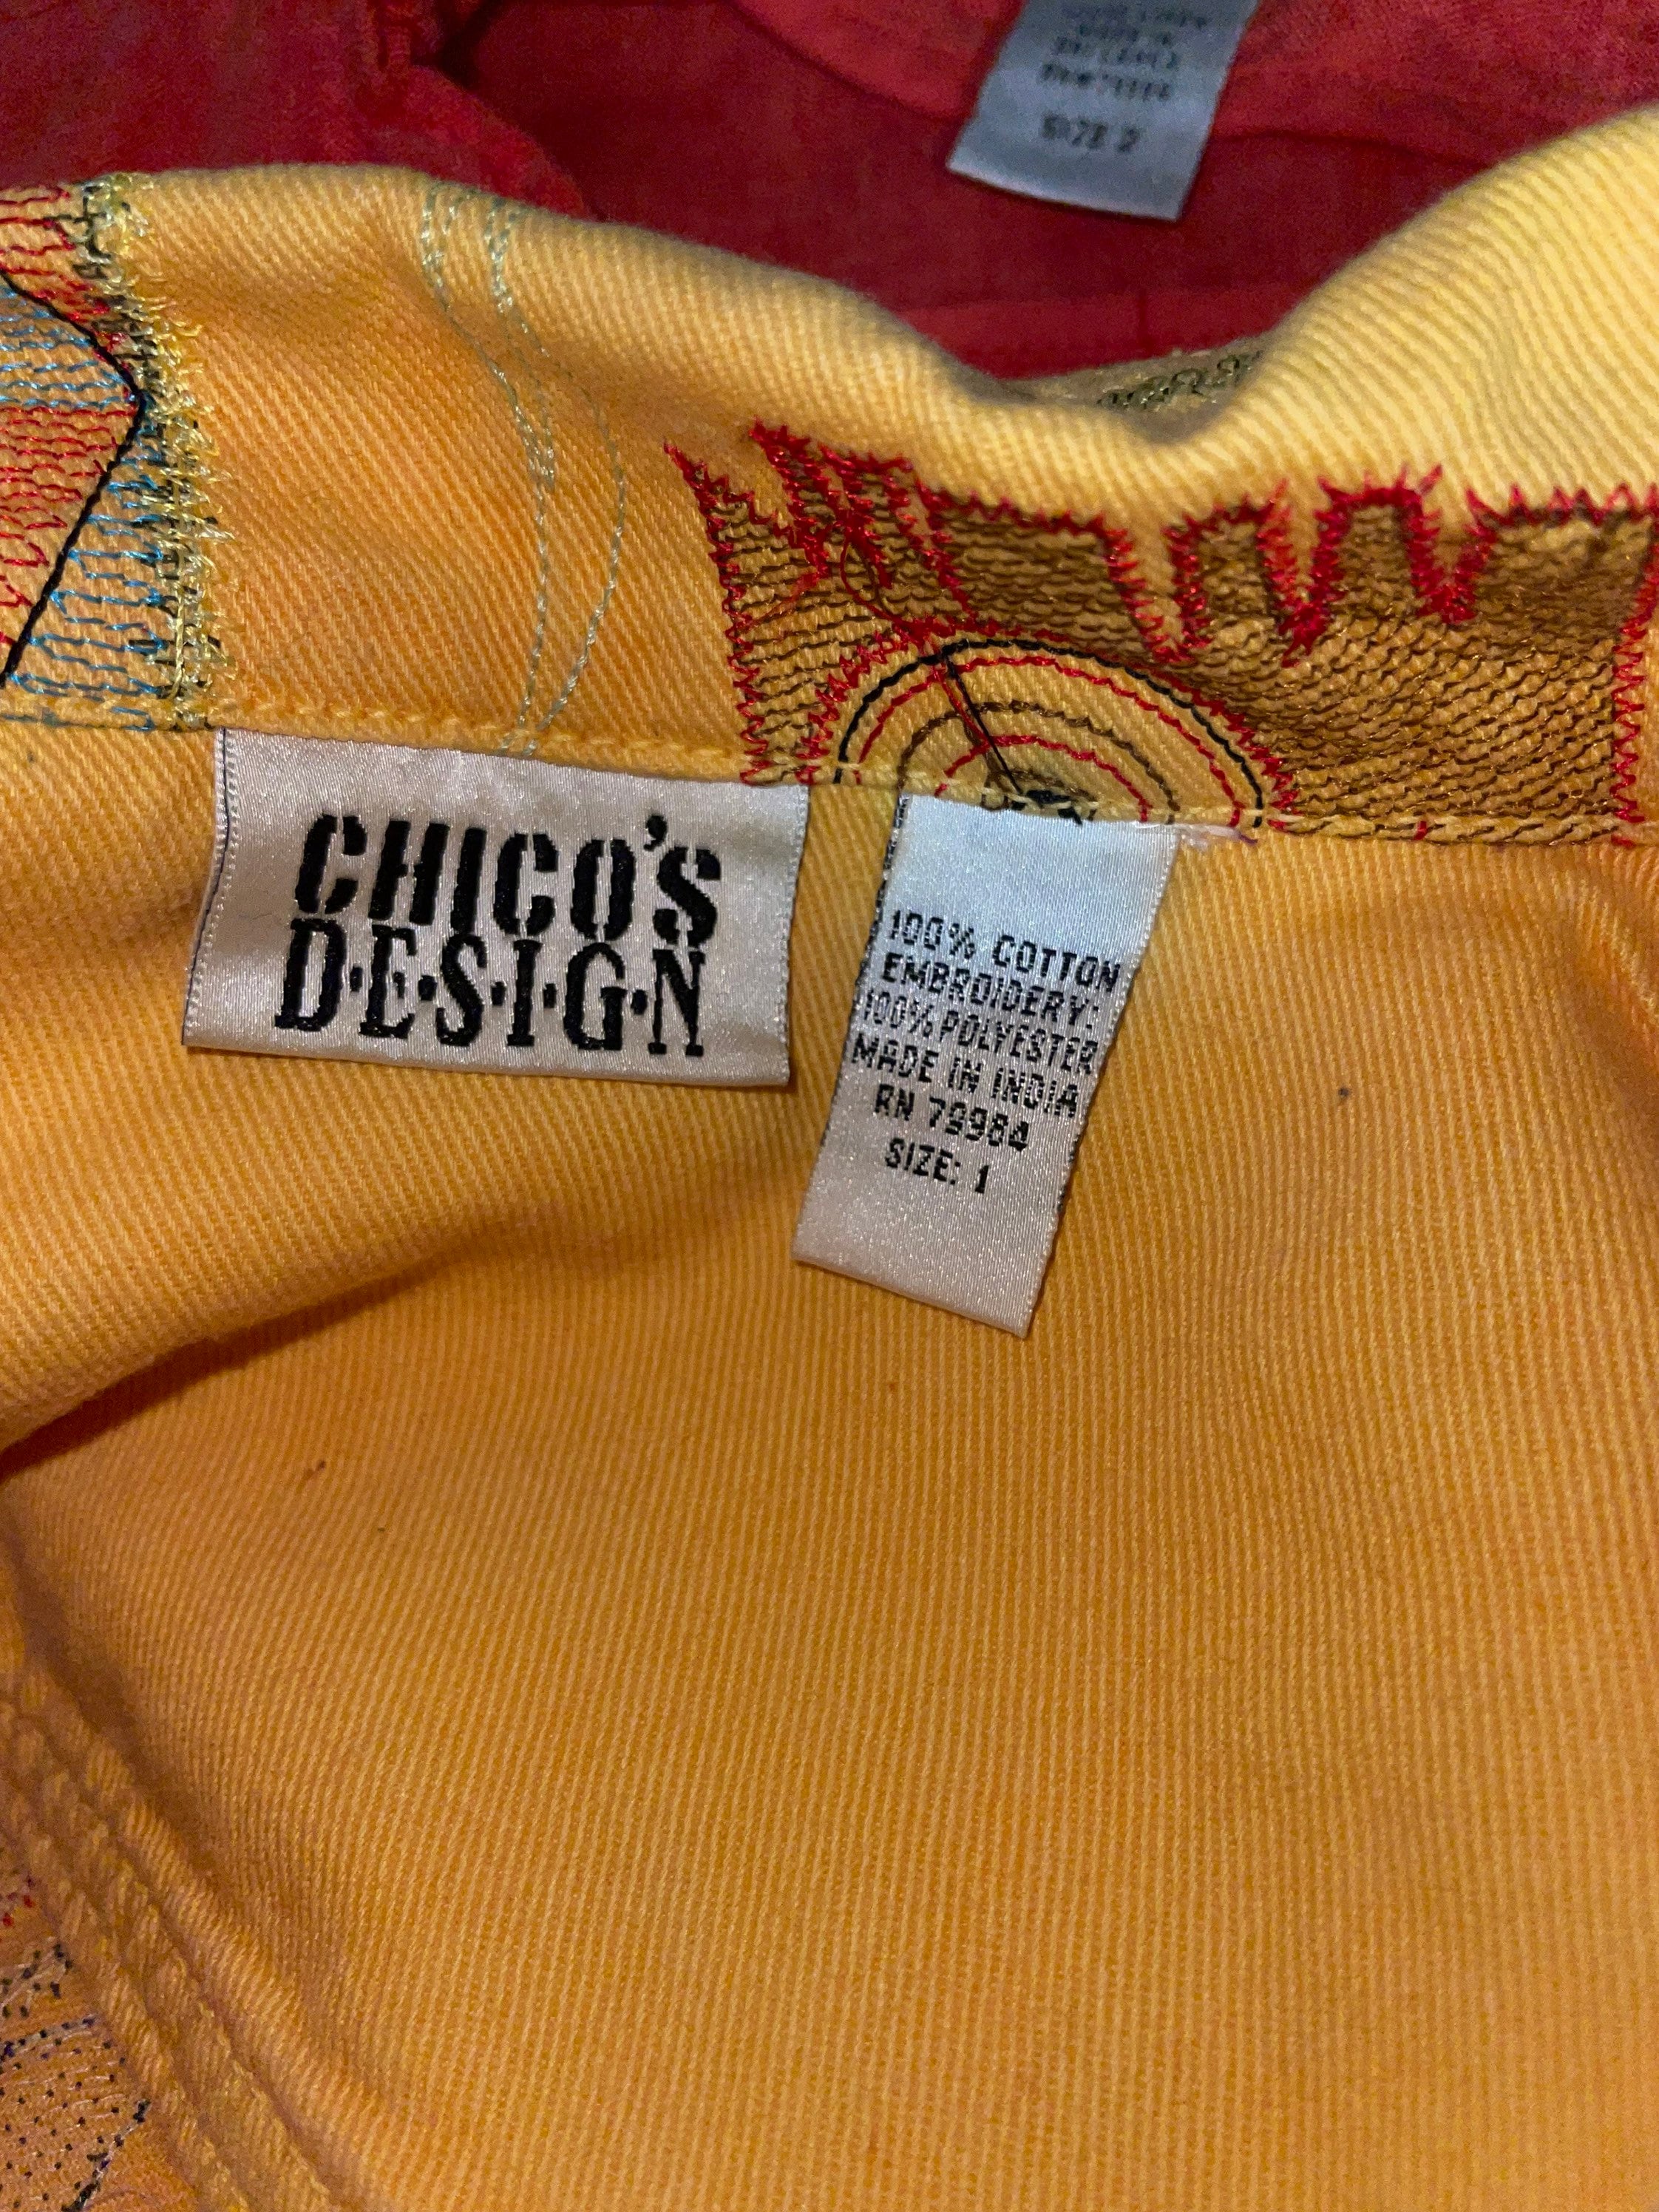 SIZE 2
CHICO'S
D·E·S·I·G·N
100% COTTON
EMBROIDERY:
100% POLYESTER
MADE IN INDIA
RN 79984
SIZE: 1